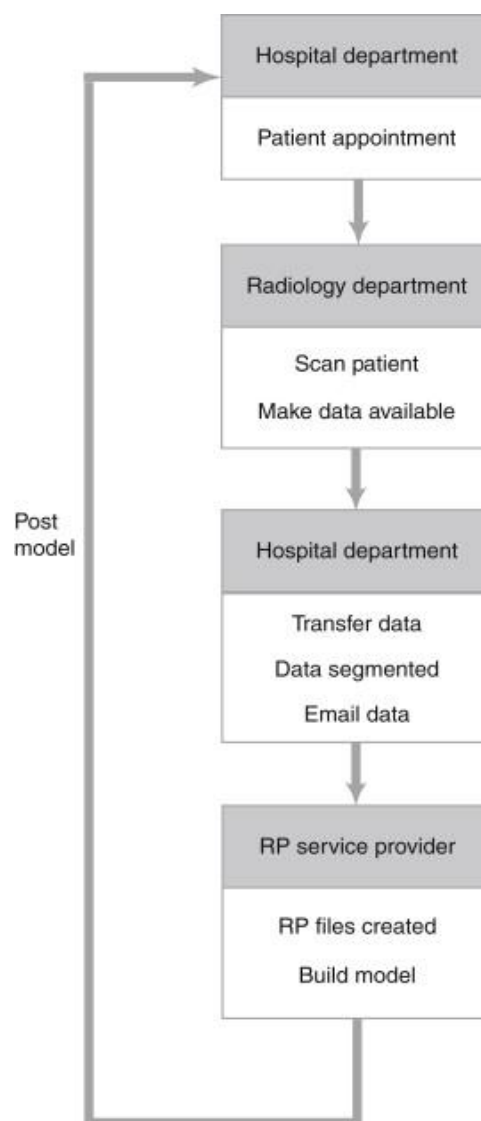 Hospital department
Patient appointment
Radiology department
Scan patient
Make data available
Post
model
Hospital department
Transfer data
Data segmented
Email data
RP service provider
RP files created
Build model